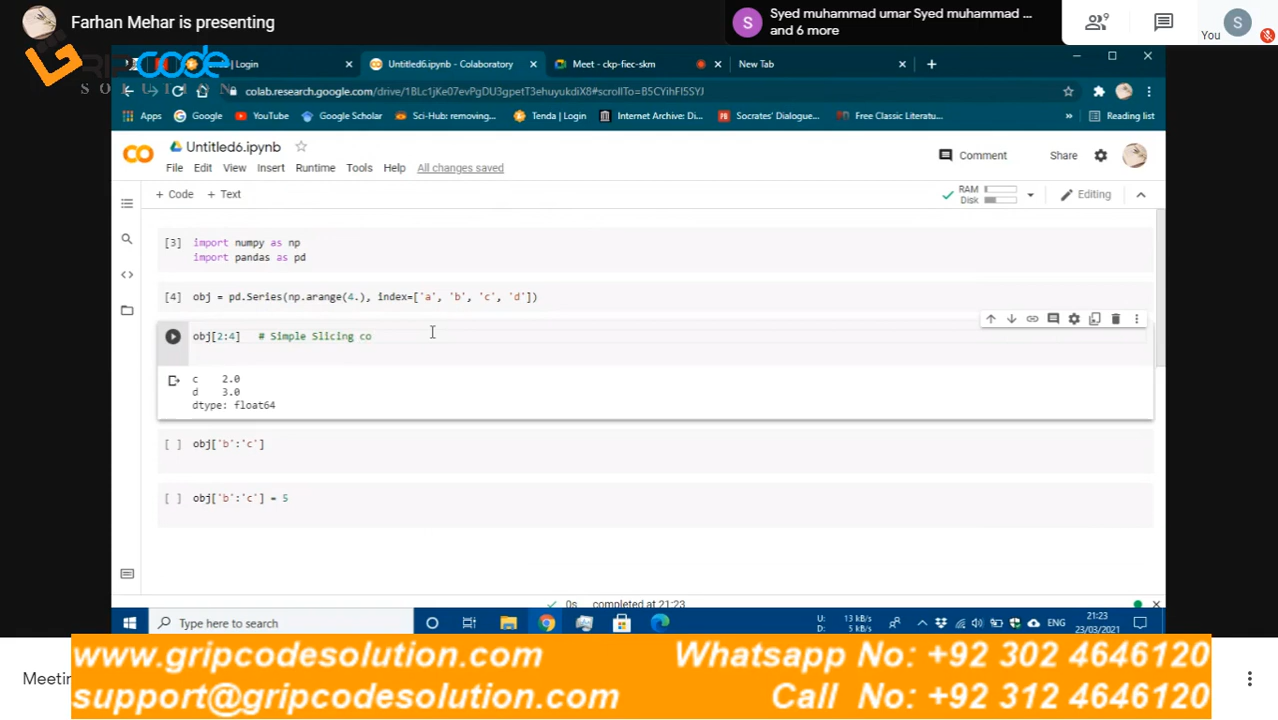 Farhan Mehar is presenting
Syed muhammad umar Syed muhammad ...
and 6 more
S
You
S
GRIPcode
Login
Untitled6.ipynb - Colaboratory
Meet - ckp-fiec-skm
New Tab
colab.research.google.com/drive/1BLc1jKe07evPgDU3gpetT3ehuyukdiX8#scrollTo=B5CYihFI5SYJ
Apps
Google
YouTube
Google Scholar
Sci-Hub: removing...
Tenda | Login
Internet Archive: Di...
Socrates' Dialogue...
Free Classic Literatu...
»
Reading list
Untitled6.ipynb
File Edit View Insert Runtime Tools Help All changes saved
Comment
Share
+ Code + Text
RAM
Disk
Editing
[3] import numpy as np
import pandas as pd
[4] obj = pd.Series(np.arange(4.), index=['a', 'b', 'c', 'd'])
obj[2:4] # Simple Slicing co
c 2.0
d 3.0
dtype: float64
[ ] obj['b':'c']
[ ] obj['b':'c'] = 5
0s completed at 21:23
Type here to search
U: 13 kB/s
D: 5 kB/s
ENG
21:23
23/03/2021
Meetin
www.gripcodesolution.com
Whatsapp No: +92 302 4646120
support@gripcodesolution.com
Call No: +92 312 4646120